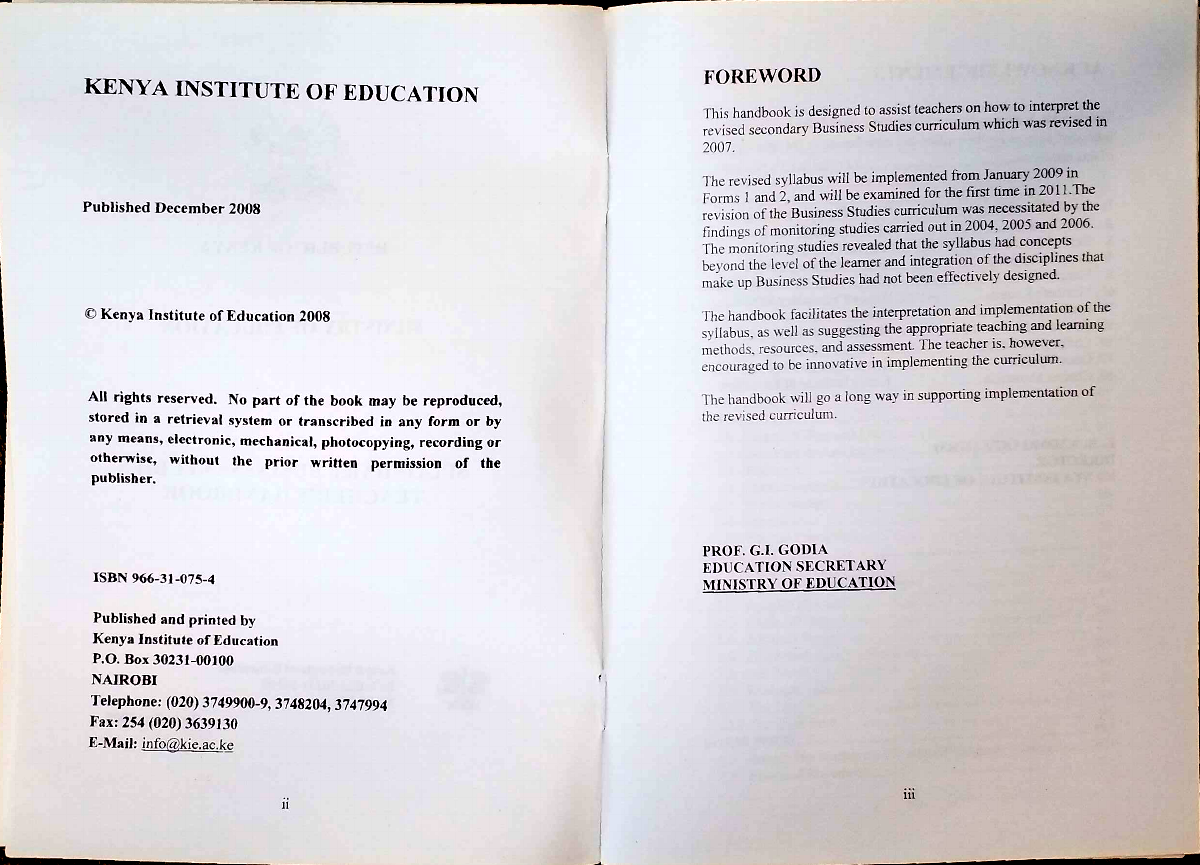 KENYA INSTITUTE OF EDUCATION
Published December 2008
© Kenya Institute of Education 2008
All rights reserved. No part of the book may be reproduced,
stored in a retrieval system or transcribed in any form or by
any means, electronic, mechanical, photocopying, recording or
otherwise, without the prior written permission of the
publisher.
ISBN 966-31-075-4
Published and printed by
Kenya Institute of Education
P.O. Box 30231-00100
NAIROBI
Telephone: (020) 3749900-9, 3748204, 3747994
Fax: 254 (020) 3639130
E-Mail: info@kie.ac.ke
ii
FOREWORD
This handbook is designed to assist teachers on how to interpret the
revised secondary Business Studies curriculum which was revised in
2007.
The revised syllabus will be implemented from January 2009 in
Forms 1 and 2, and will be examined for the first time in 2011.The
revision of the Business Studies curriculum was necessitated by the
findings of monitoring studies carried out in 2004, 2005 and 2006.
The monitoring studies revealed that the syllabus had concepts
beyond the level of the learner and integration of the disciplines that
make up Business Studies had not been effectively designed.
The handbook facilitates the interpretation and implementation of the
syllabus, as well as suggesting the appropriate teaching and learning
methods, resources, and assessment. The teacher is, however,
encouraged to be innovative in implementing the curriculum.
The handbook will go a long way in supporting implementation of
the revised curriculum.
PROF. G.I. GODIA
EDUCATION SECRETARY
MINISTRY OF EDUCATION
iii